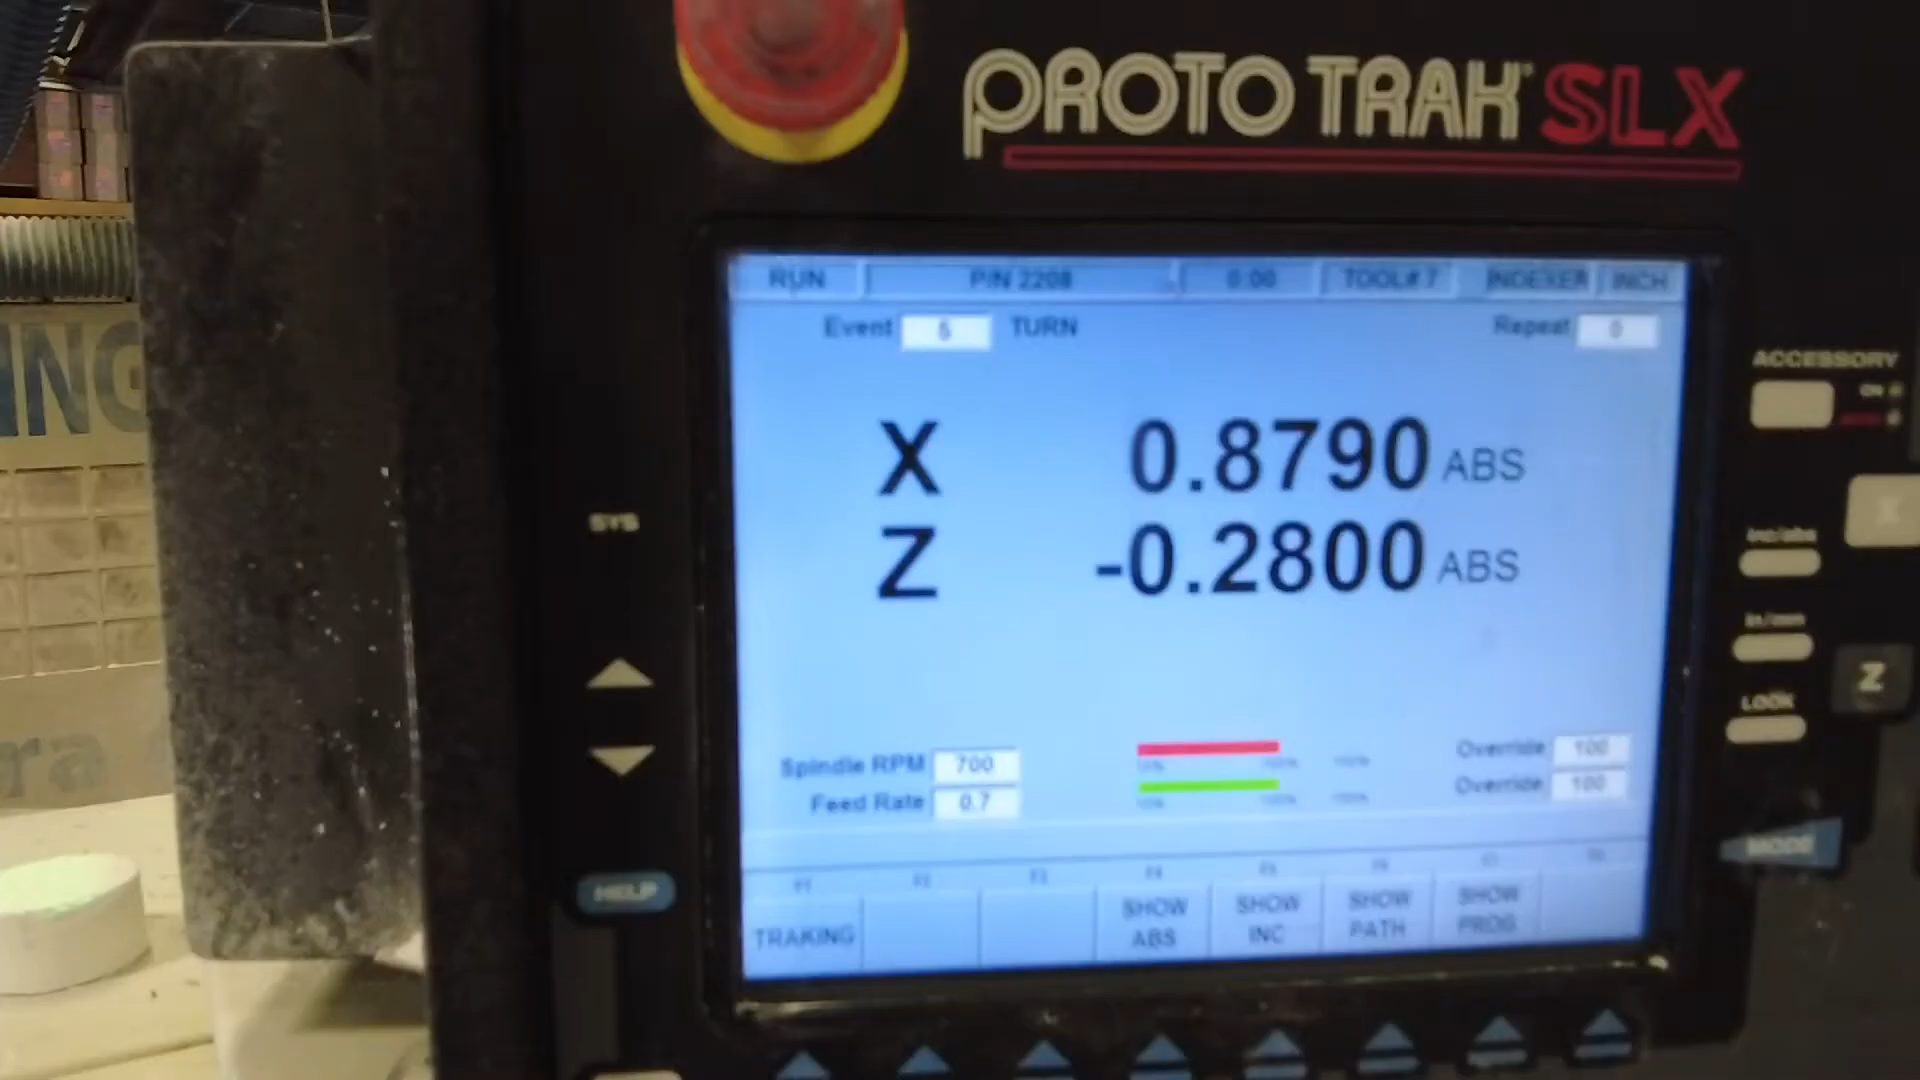 PROTO TRAK SLX
RUN P/N 2208 0:00 TOOL# 7 INDEXER INCH
Event TURN Repeat 0
ACCESSORY
ON
X 0.8790 ABS
SYS
Z -0.2800 ABS
inc/abs
in/mm
Z
LOOK
Spindle RPM 700 Override 100
Feed Rate 0.7 Override 100
MODE
HELP
F1 F2 F3 F4 F5 F6 F7 F8
TRAKING
SHOW ABS
SHOW INC
SHOW PATH
SHOW PROG
ING
ra